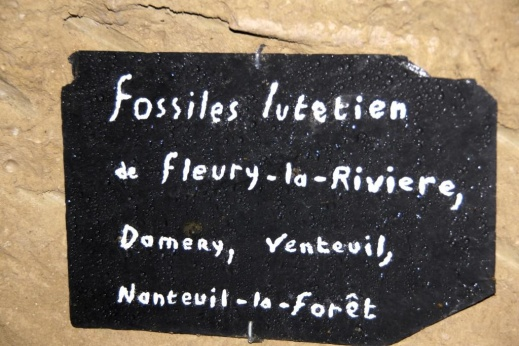 Fossiles lutetien
de Fleury-la-Riviere,
Damery, Venteuil,
Nanteuil-la-Forêt